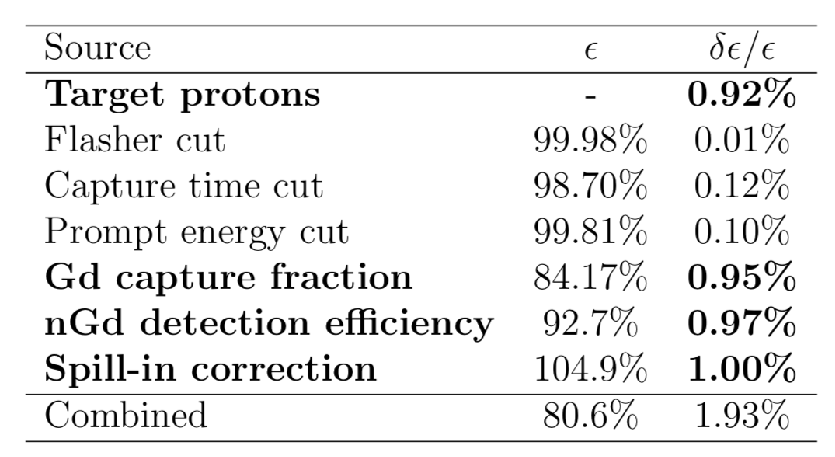 Source ϵ δϵ/ϵ
Target protons - 0.92%
Flasher cut 99.98% 0.01%
Capture time cut 98.70% 0.12%
Prompt energy cut 99.81% 0.10%
Gd capture fraction 84.17% 0.95%
nGd detection efficiency 92.7% 0.97%
Spill-in correction 104.9% 1.00%
Combined 80.6% 1.93%